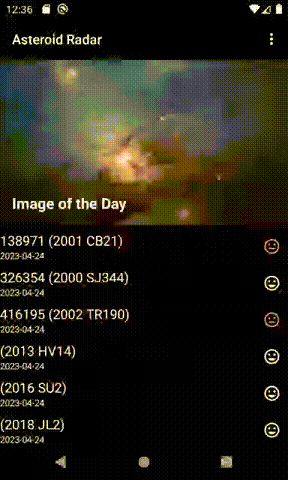 12:36
Asteroid Radar
Image of the Day
138971 (2001 CB21)
2023-04-24
326354 (2000 SJ344)
2023-04-24
416195 (2002 TR190)
2023-04-24
(2013 HV14)
2023-04-24
(2016 SU2)
2023-04-24
(2018 JL2)
2023-04-24